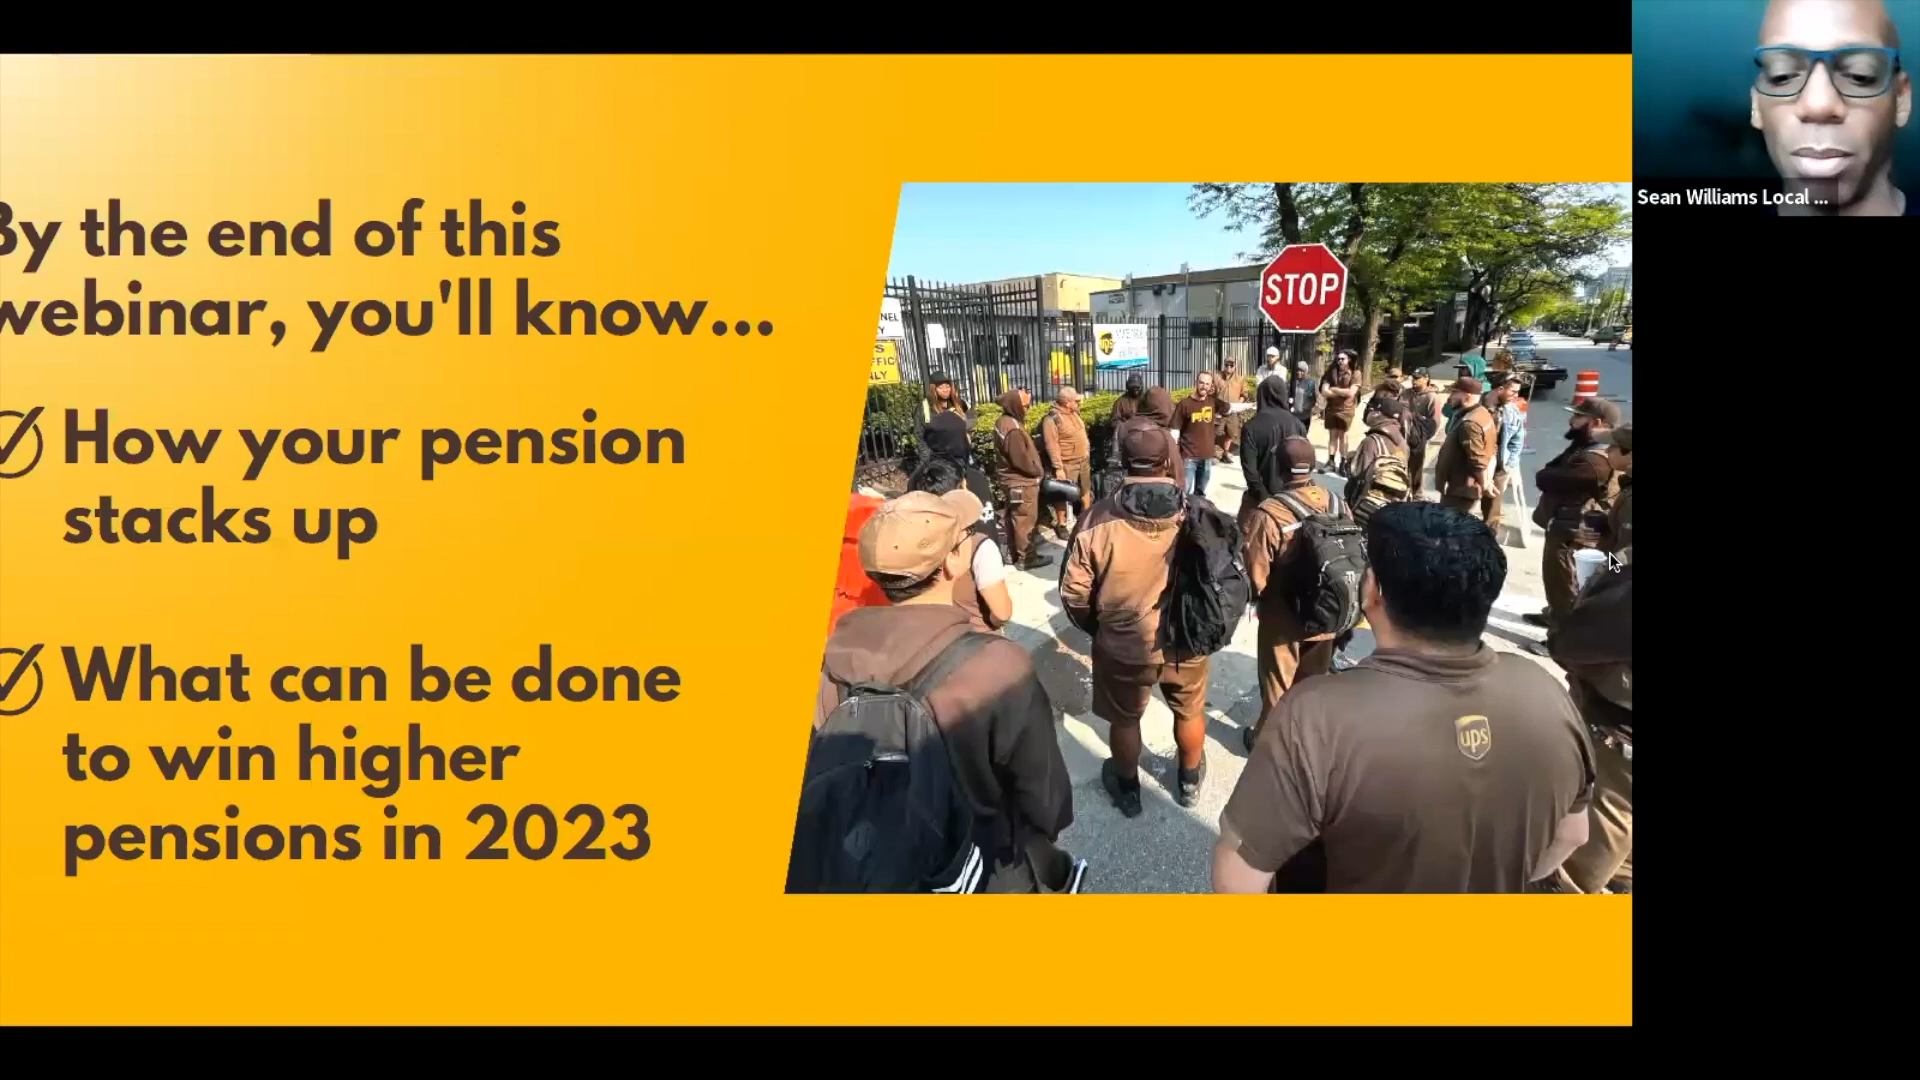 By the end of this
webinar, you'll know...
How your pension
stacks up
What can be done
to win higher
pensions in 2023
STOP
ups
ups
Sean Williams Local ...